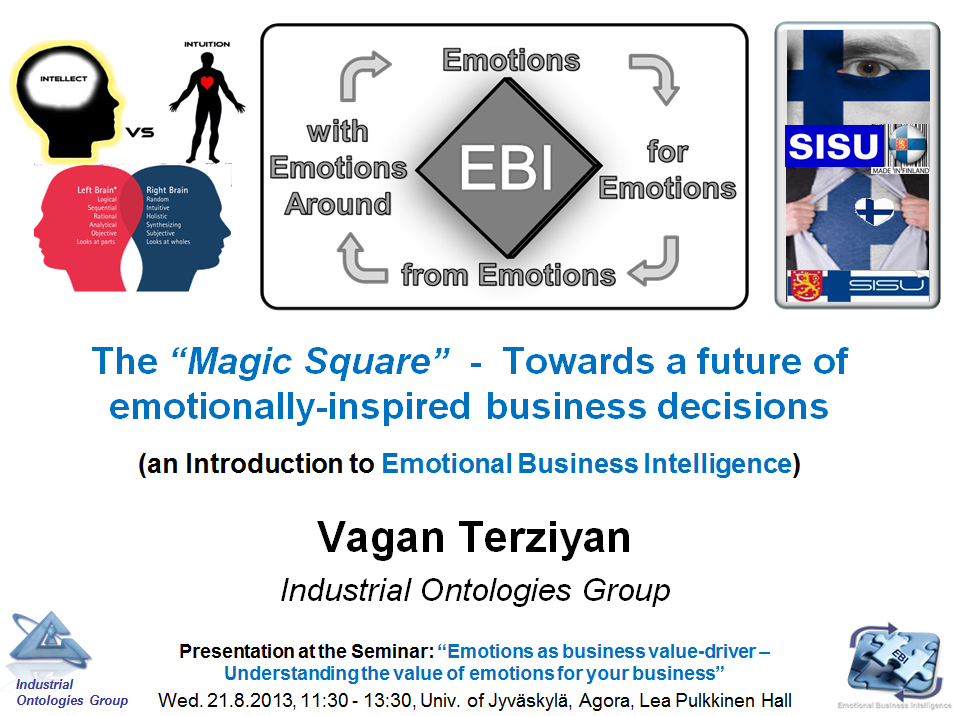 INTELLECT
INTUITION
VS
Left Brain*
Logical
Sequential
Rational
Analytical
Objective
Looks at parts
Right Brain
Random
Intuitive
Holistic
Synthesizing
Subjective
Looks at wholes
Emotions
for
Emotions
from Emotions
with
Emotions
Around
EBI
SISU
MADE IN FINLAND
SISU
The “Magic Square” - Towards a future of
emotionally-inspired business decisions
(an Introduction to Emotional Business Intelligence)
Vagan Terziyan
Industrial Ontologies Group
Industrial
Ontologies Group
Presentation at the Seminar: “Emotions as business value-driver –
Understanding the value of emotions for your business”
Wed. 21.8.2013, 11:30 - 13:30, Univ. of Jyväskylä, Agora, Lea Pulkkinen Hall
EBI
Emotional Business Intelligence